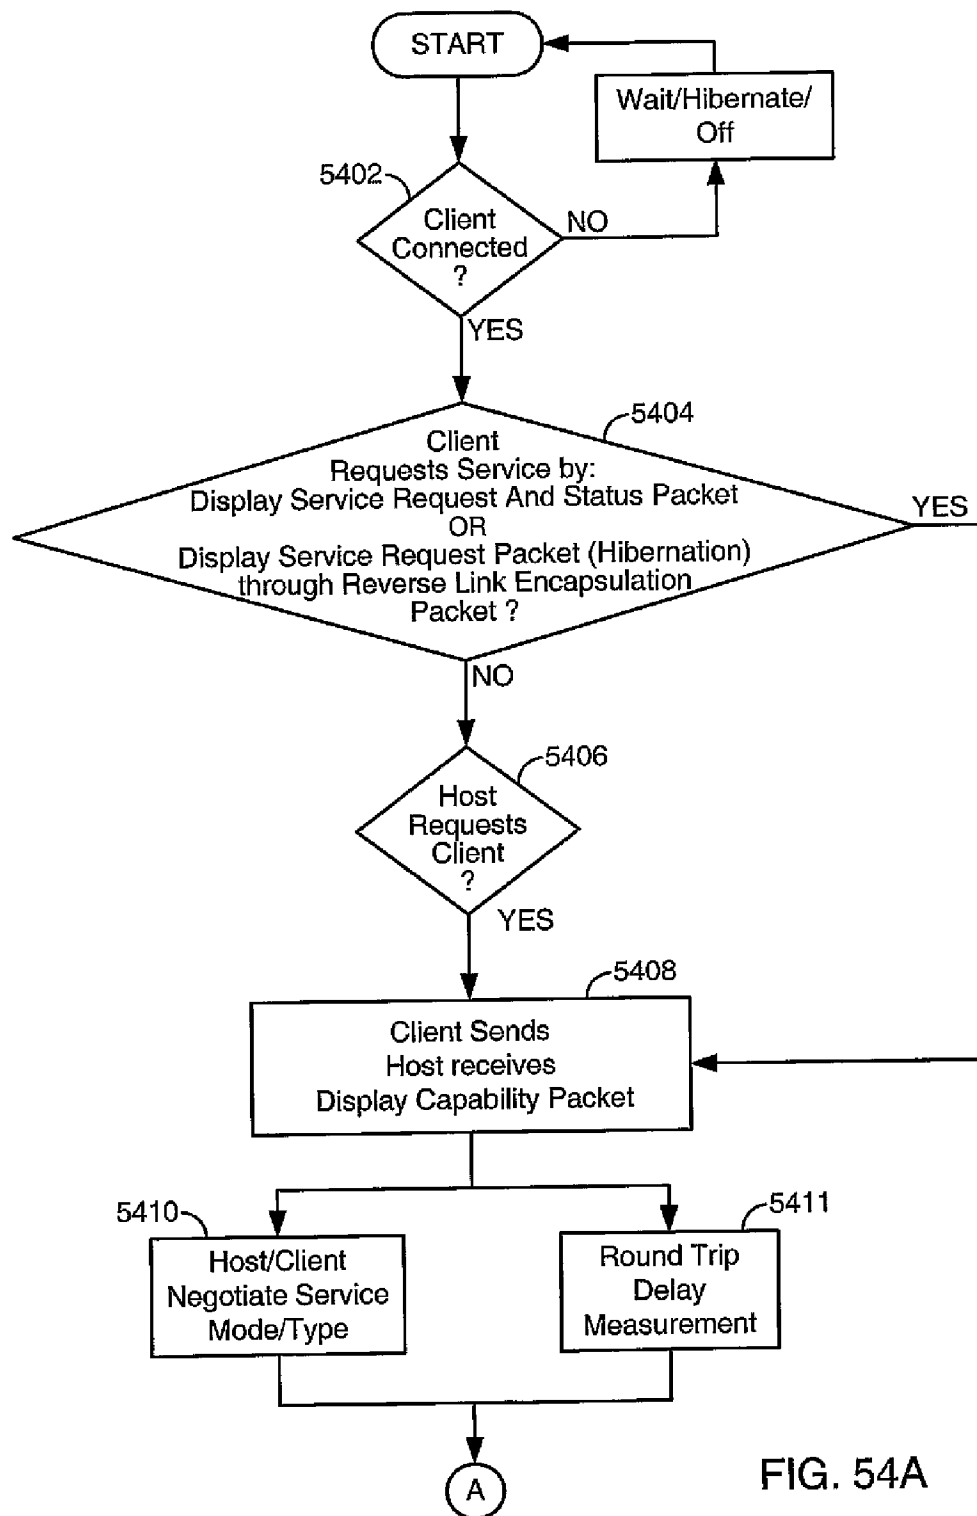 START
Wait/Hibernate/
Off
5402
Client
Connected
?
NO
YES
5404
Client
Requests Service by:
Display Service Request And Status Packet
OR
Display Service Request Packet (Hibernation)
through Reverse Link Encapsulation
Packet ?
YES
NO
5406
Host
Requests
Client
?
YES
5408
Client Sends
Host receives
Display Capability Packet
5410
Host/Client
Negotiate Service
Mode/Type
5411
Round Trip
Delay
Measurement
A
FIG. 54A